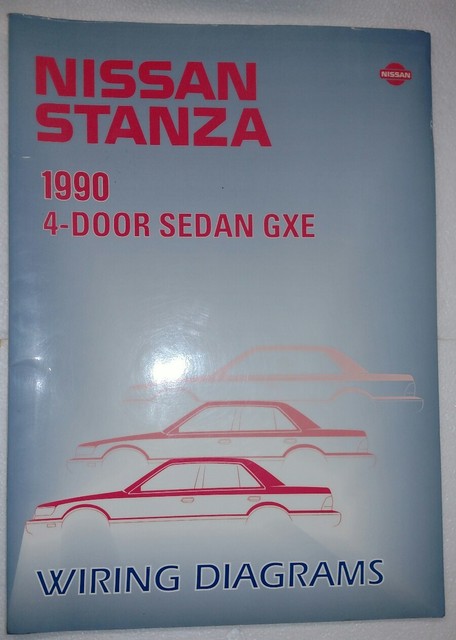 NISSAN
NISSAN
STANZA
1990
4-DOOR SEDAN GXE
WIRING DIAGRAMS